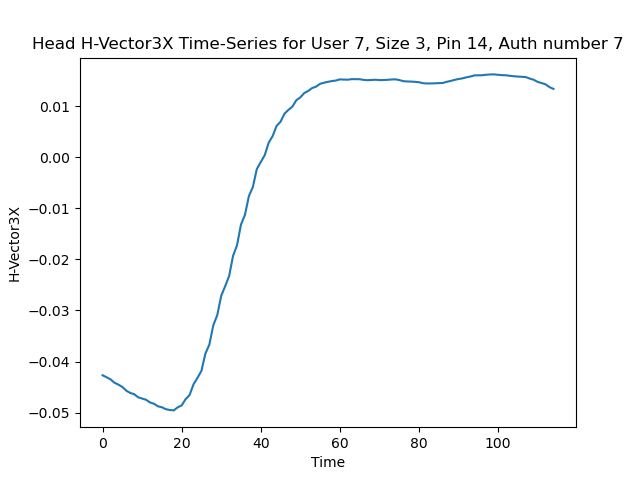 Head H-Vector3X Time-Series for User 7, Size 3, Pin 14, Auth number 7
H-Vector3X
0.01
0.00
−0.01
−0.02
−0.03
−0.04
−0.05
0 20 40 60 80 100
Time